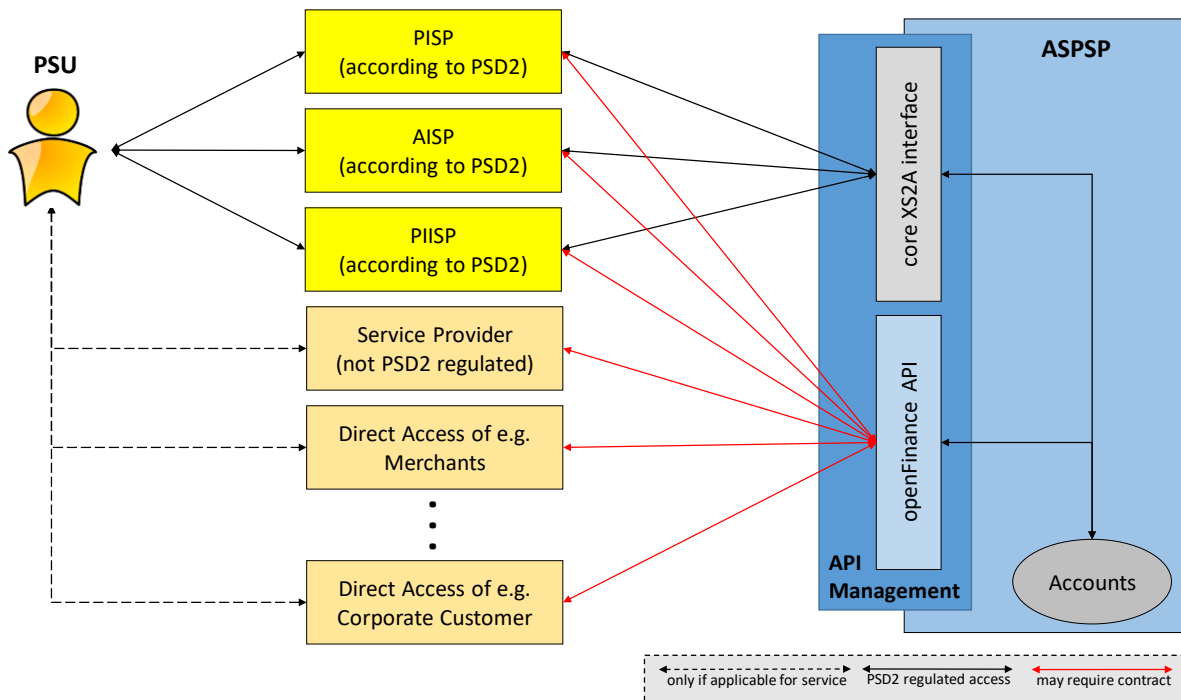 PSU
PISP
(according to PSD2)
AISP
(according to PSD2)
PIISP
(according to PSD2)
Service Provider
(not PSD2 regulated)
Direct Access of e.g.
Merchants
Direct Access of e.g.
Corporate Customer
ASPSP
core XS2A interface
openFinance API
API
Management
Accounts
only if applicable for service
PSD2 regulated access
may require contract